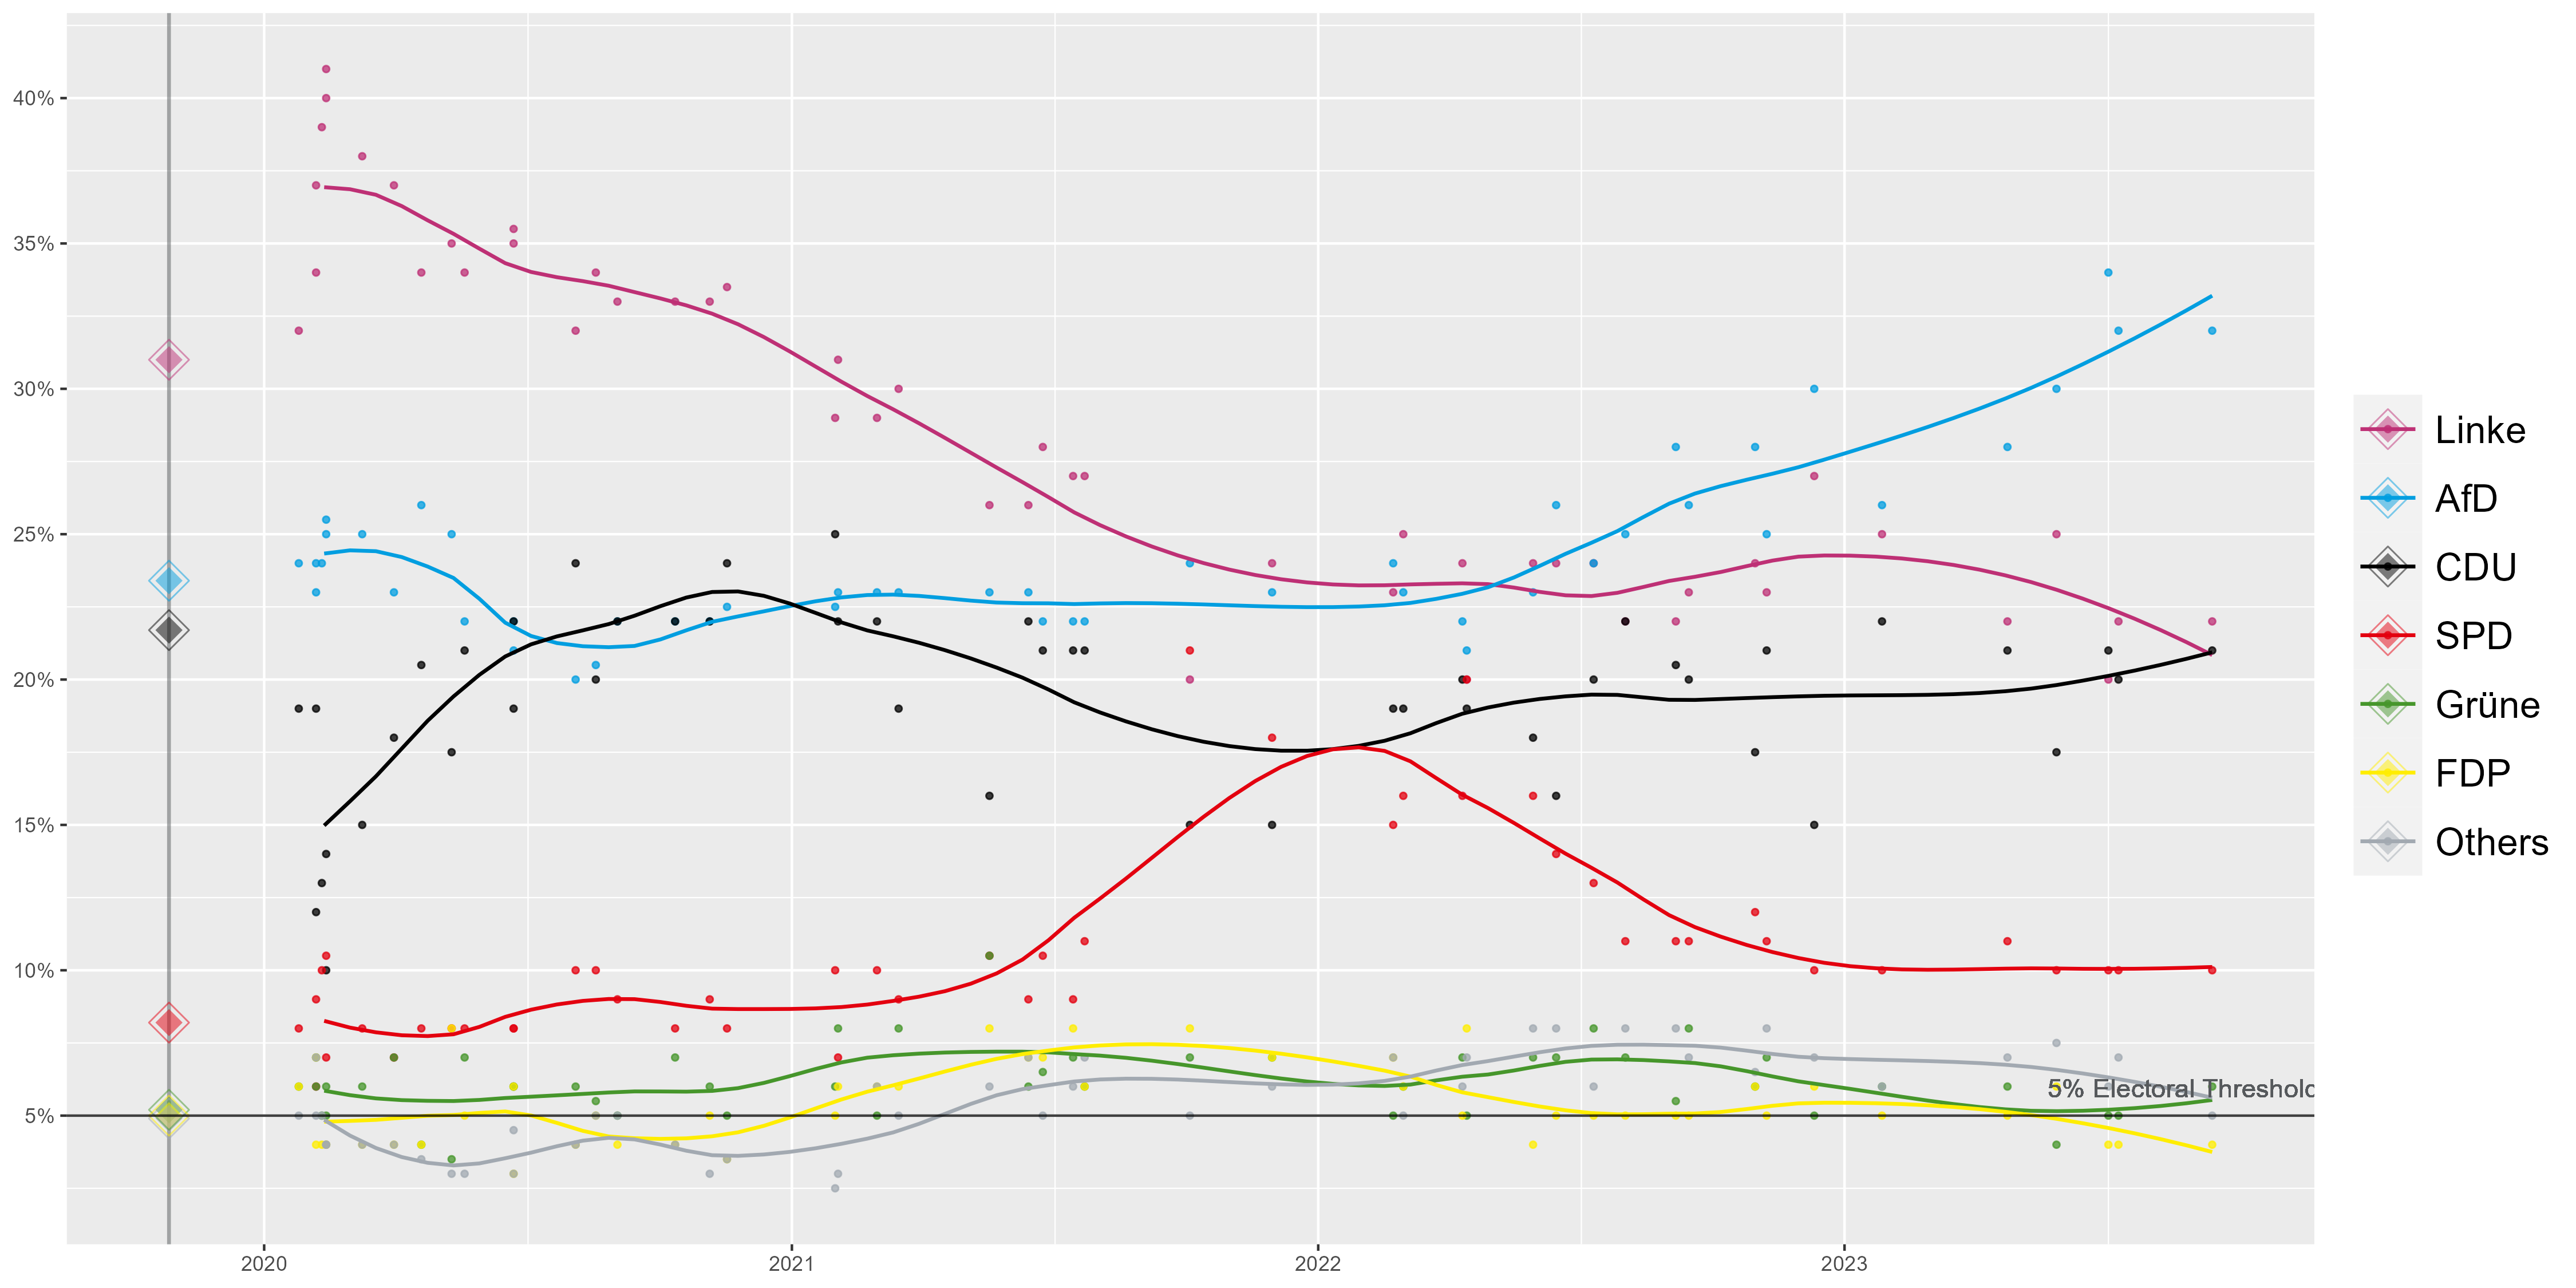 40%
35%
30%
25%
20%
15%
10%
5%
5% Electoral Threshold
2020
2021
2022
2023
Linke
AfD
CDU
SPD
Grüne
FDP
Others